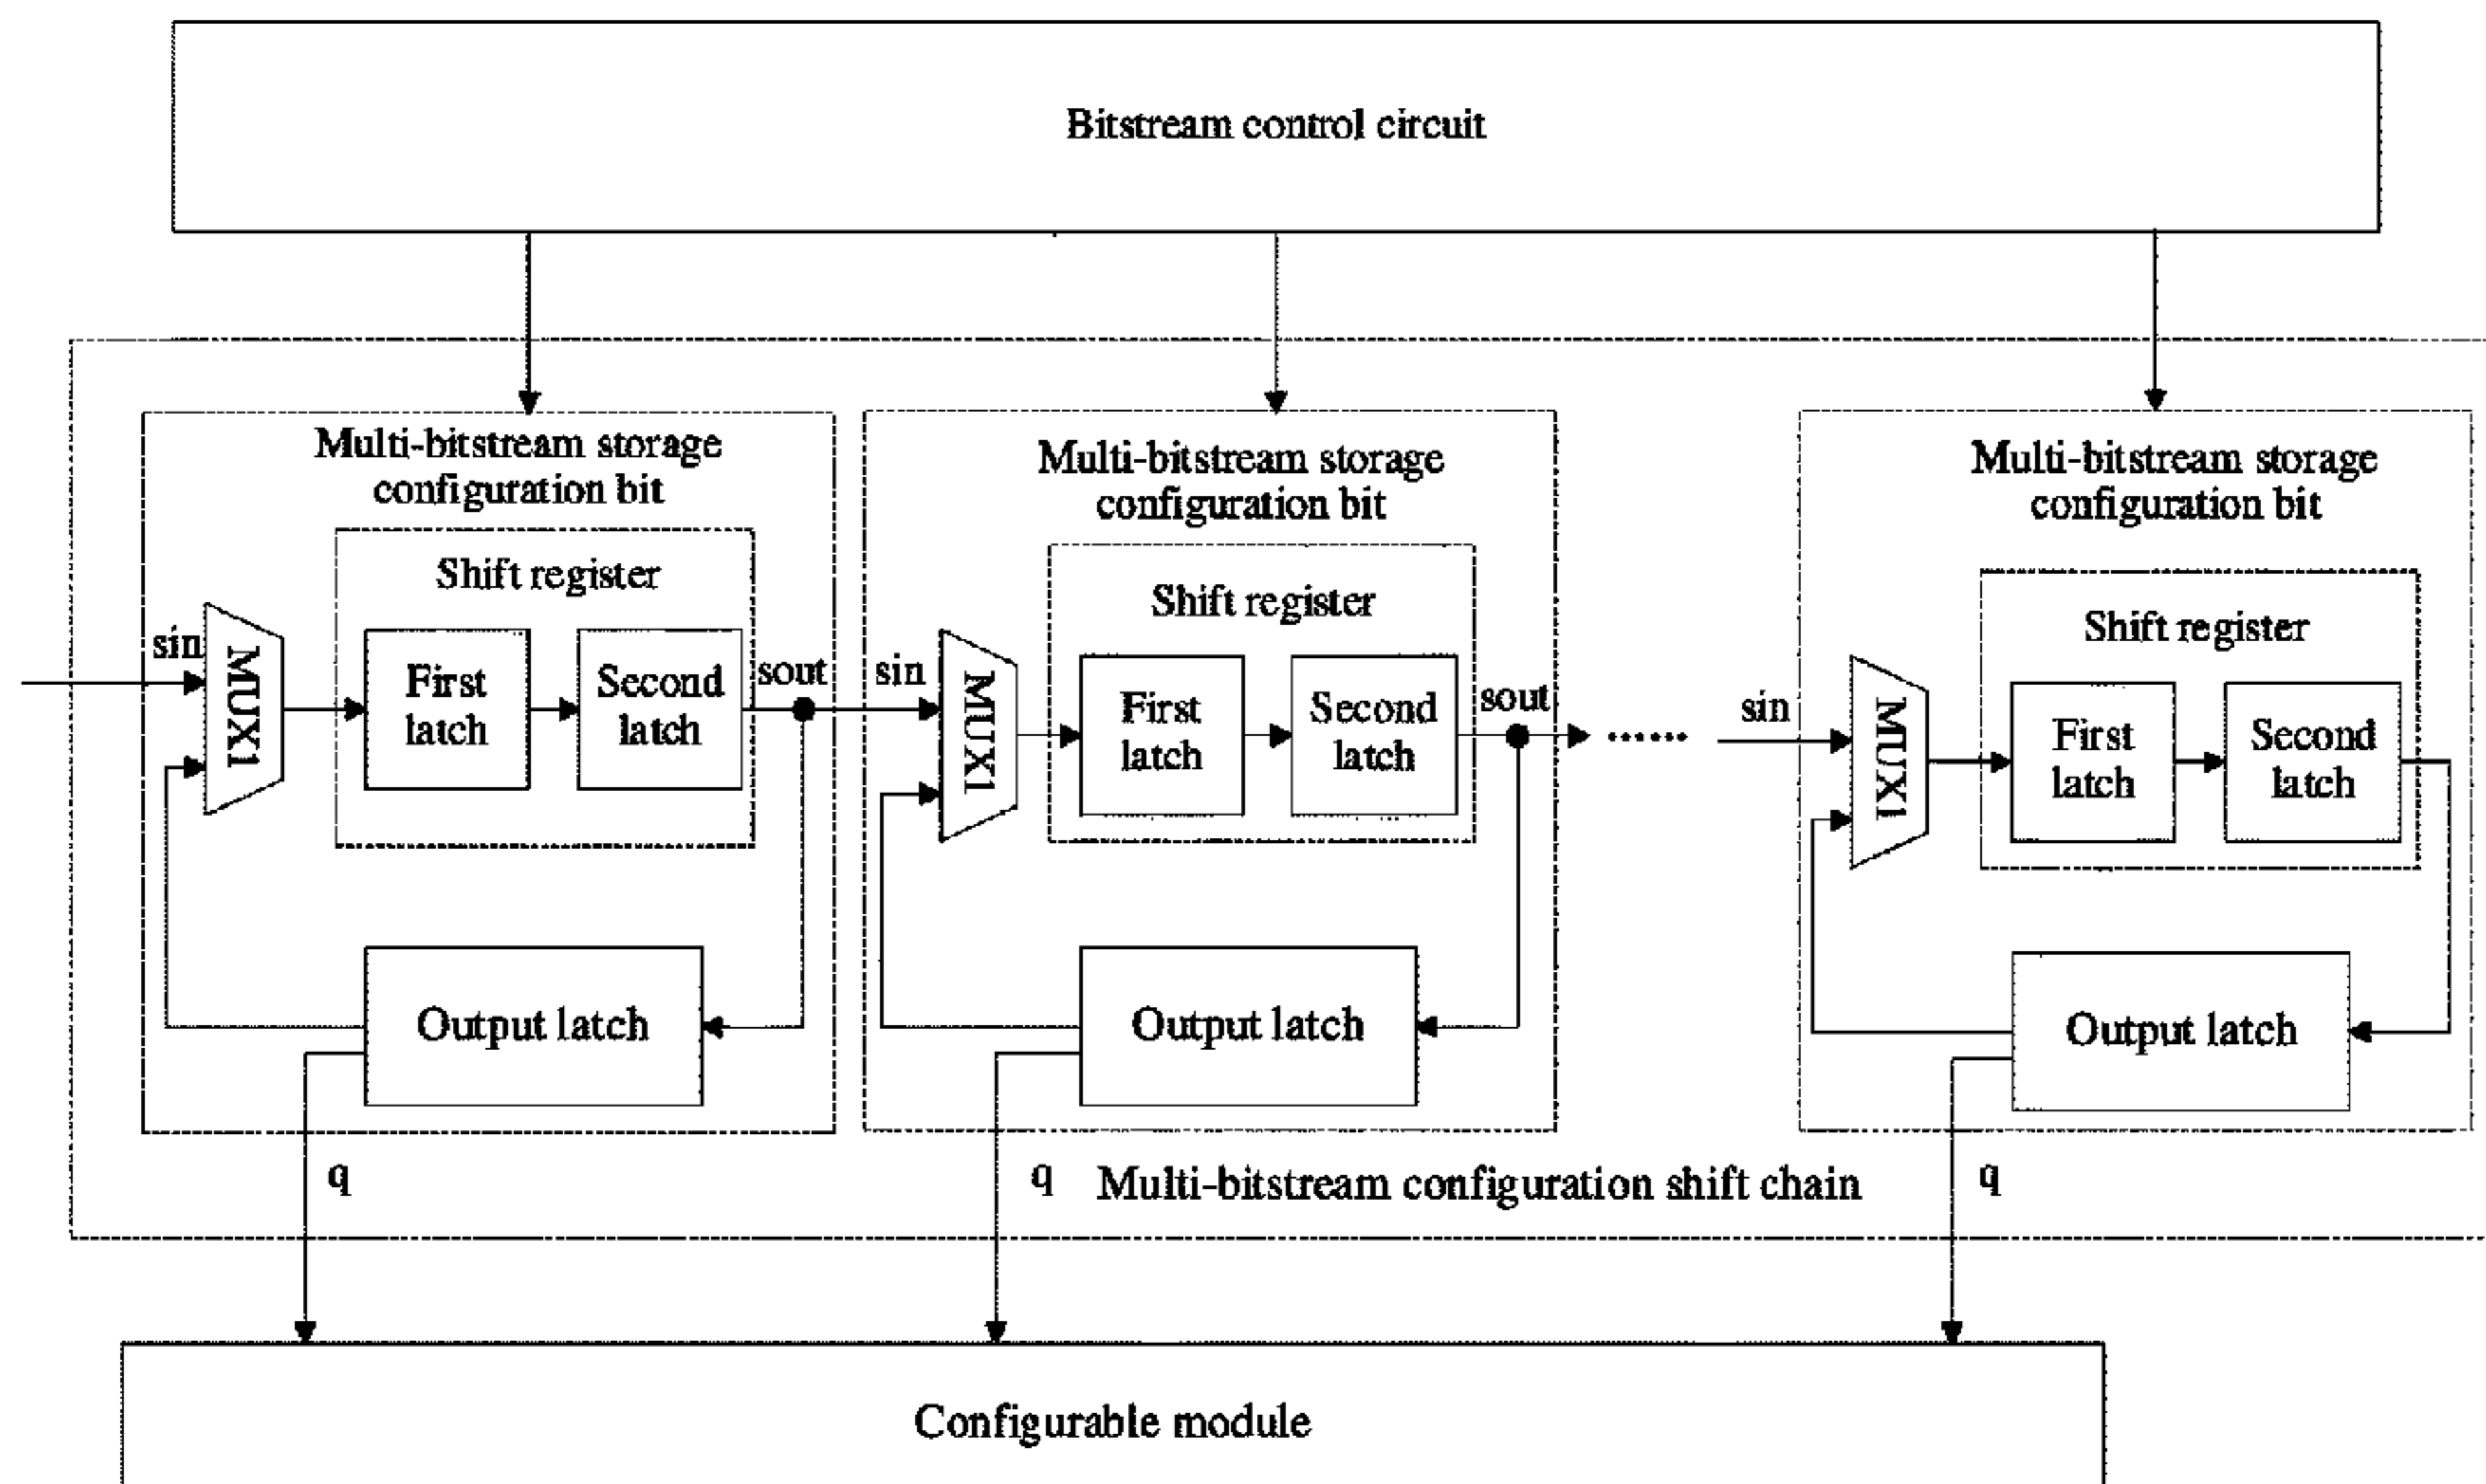 Bitstream control circuit
Multi-bitstream storage
configuration bit
Shift register
sin
MUX1
First
latch
Second
latch
sout
Output latch
q
Multi-bitstream storage
configuration bit
Shift register
sin
MUX1
First
latch
Second
latch
sout
......
Output latch
q
Multi-bitstream storage
configuration bit
Shift register
sin
MUX1
First
latch
Second
latch
Output latch
q
Multi-bitstream configuration shift chain
Configurable module